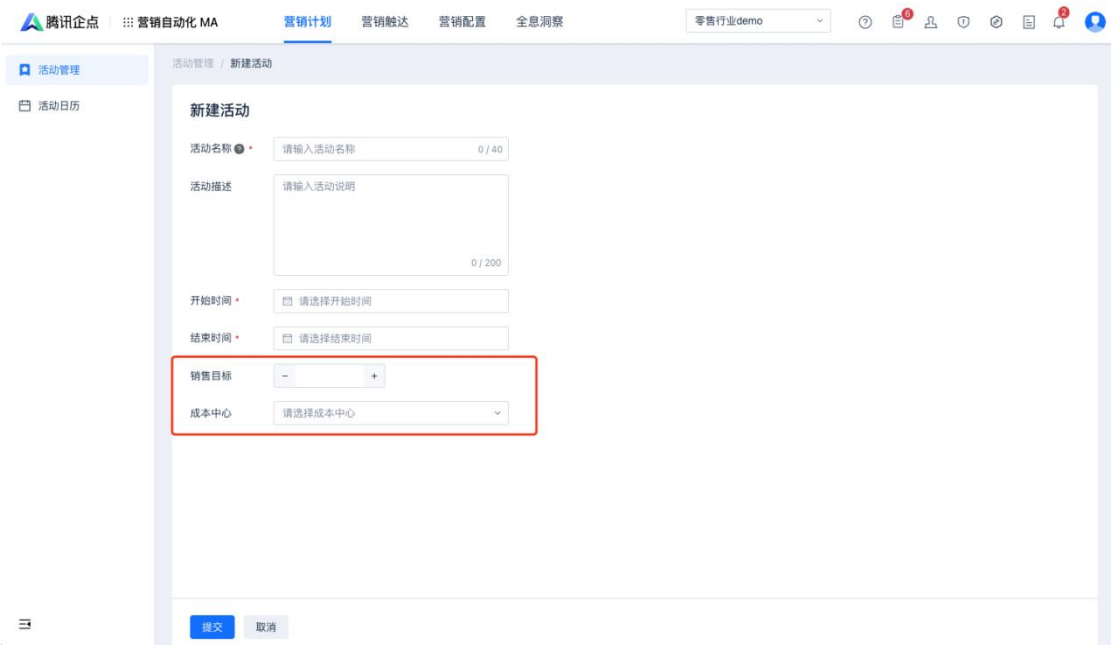 腾讯企点 营销自动化 MA 营销计划 营销触达 营销配置 全息洞察 零售行业demo 6 2
活动管理
活动日历
活动管理 / 新建活动
新建活动
活动名称 * 请输入活动名称 0 / 40
活动描述 请输入活动说明
0 / 200
开始时间 * 请选择开始时间
结束时间 * 请选择结束时间
销售目标 − +
成本中心 请选择成本中心
提交 取消